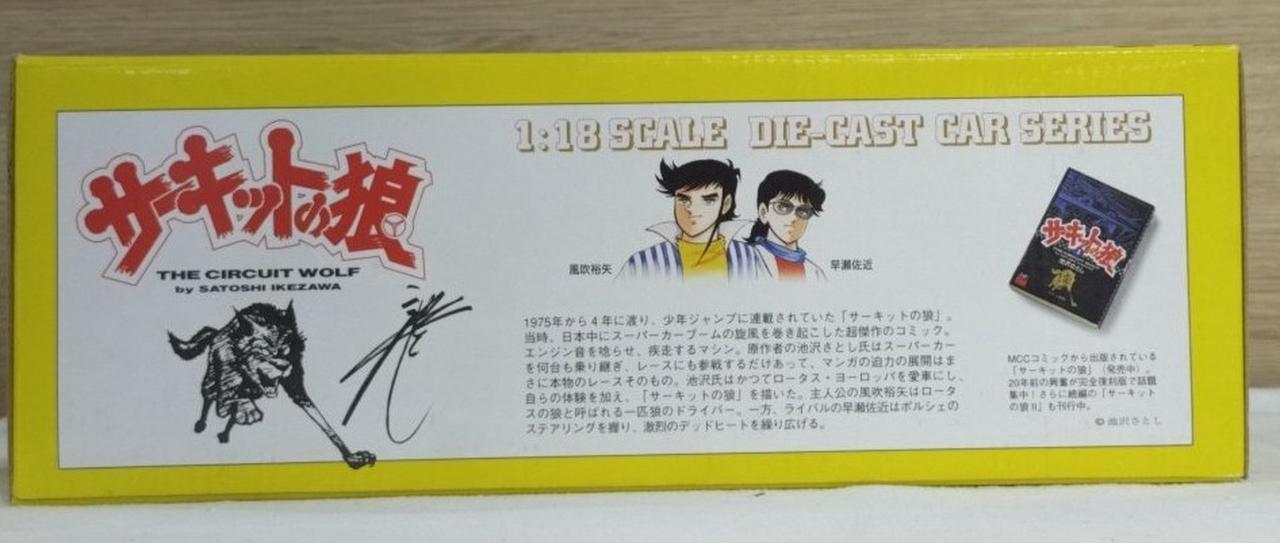 サーキットの狼
THE CIRCUIT WOLF
by SATOSHI IKEZAWA
1:18 SCALE DIE-CAST CAR SERIES
風吹裕矢
早瀬佐近
1975年から4年に渡り、少年ジャンプに連載されていた「サーキットの狼」。
当時、日本中にスーパーカーブームの旋風を巻き起こした超傑作のコミック。
エンジン音を唸らせ、疾走するマシン。原作者の池沢さとし氏はスーパーカー
を何台も乗り継ぎ、レースにも参戦するだけあって、マンガの迫力の展開はま
さに本物のレースそのもの。池沢氏はかつてロータス・ヨーロッパを愛車にし、
自らの体験を加え、「サーキットの狼」を描いた。主人公の風吹裕矢はロータ
スの狼と呼ばれる一匹狼のドライバー。一方、ライバルの早瀬佐近はポルシェの
ステアリングを握り、激烈のデッドヒートを繰り広げる。
サーキットの狼
MCCコミックから出版されている
「サーキットの狼」（発売中）。
20年前の興奮が完全復刻版で話題
集中！さらに続編の「サーキット
の狼II」も刊行中。
©池沢さとし